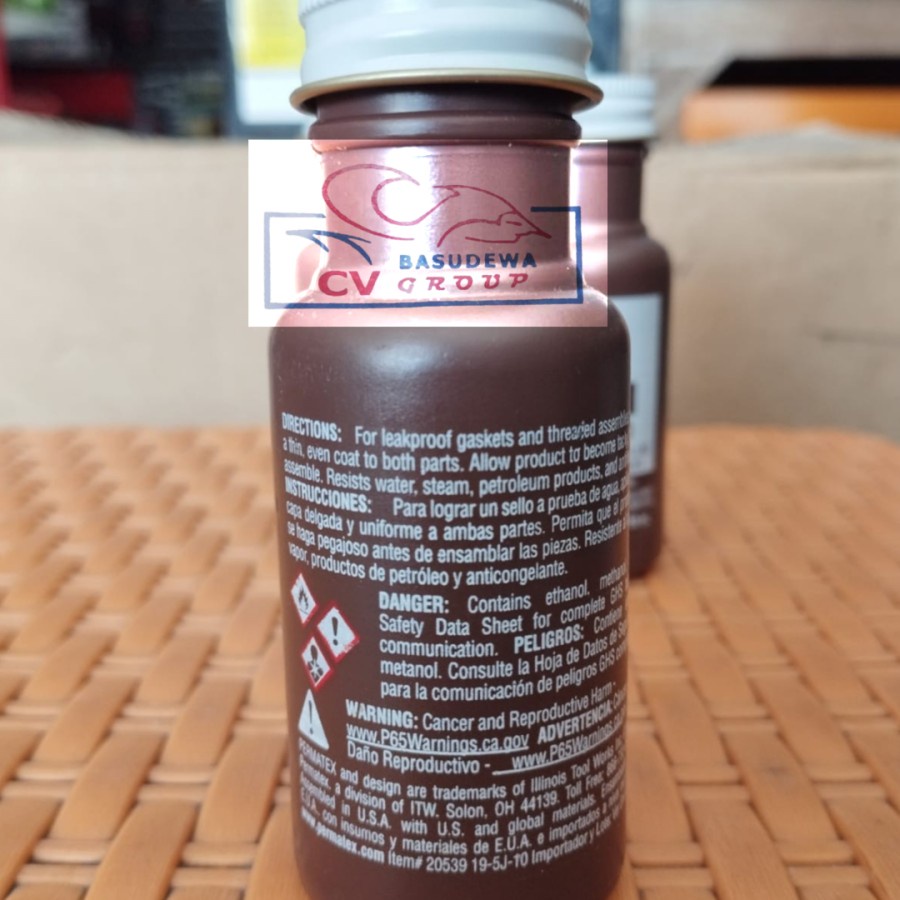 BASUDEWA
CV GROUP
DIRECTIONS: For leakproof gaskets and threaded
a thin, even coat to both parts. Allow product to become
assemble. Resists water, steam, petroleum products, and
INSTRUCCIONES: Para lograr un sello a prueba de agua,
capa delgada y uniforme a ambas partes. Permita que el
se haga pegajoso antes de ensamblar las piezas.
vapor, productos de petróleo y anticongelante.
DANGER: Contains ethanol,
Safety Data Sheet for complete GHS
communication. PELIGROS:
metanol. Consulte la Hoja de Datos de
para la comunicación de peligros GHS
WARNING: Cancer and Reproductive Harm -
www.P65Warnings.ca.gov ADVERTENCIA:
Daño Reproductivo - www.P65Warnings.
PERMATEX and design are trademarks of Illinois Tool Works
Permatex, a division of ITW. Solon, OH 44139. Toll Free:
Assembled in U.S.A. with U.S. and global materials.
E.U.A. con insumos y materiales de E.U.A. e importados
www.permatex.com Item# 20539 19-5J-10 Importador y